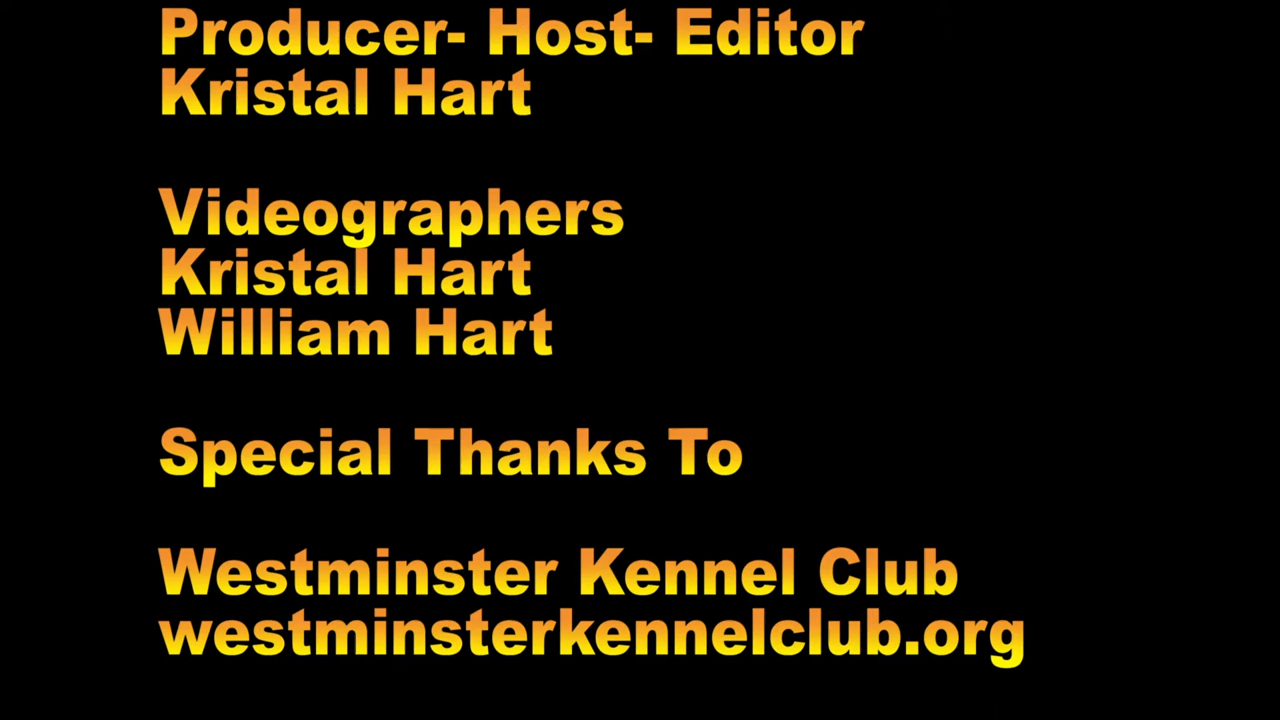 Producer- Host- Editor
Kristal Hart
Videographers
Kristal Hart
William Hart
Special Thanks To
Westminster Kennel Club
westminsterkennelclub.org